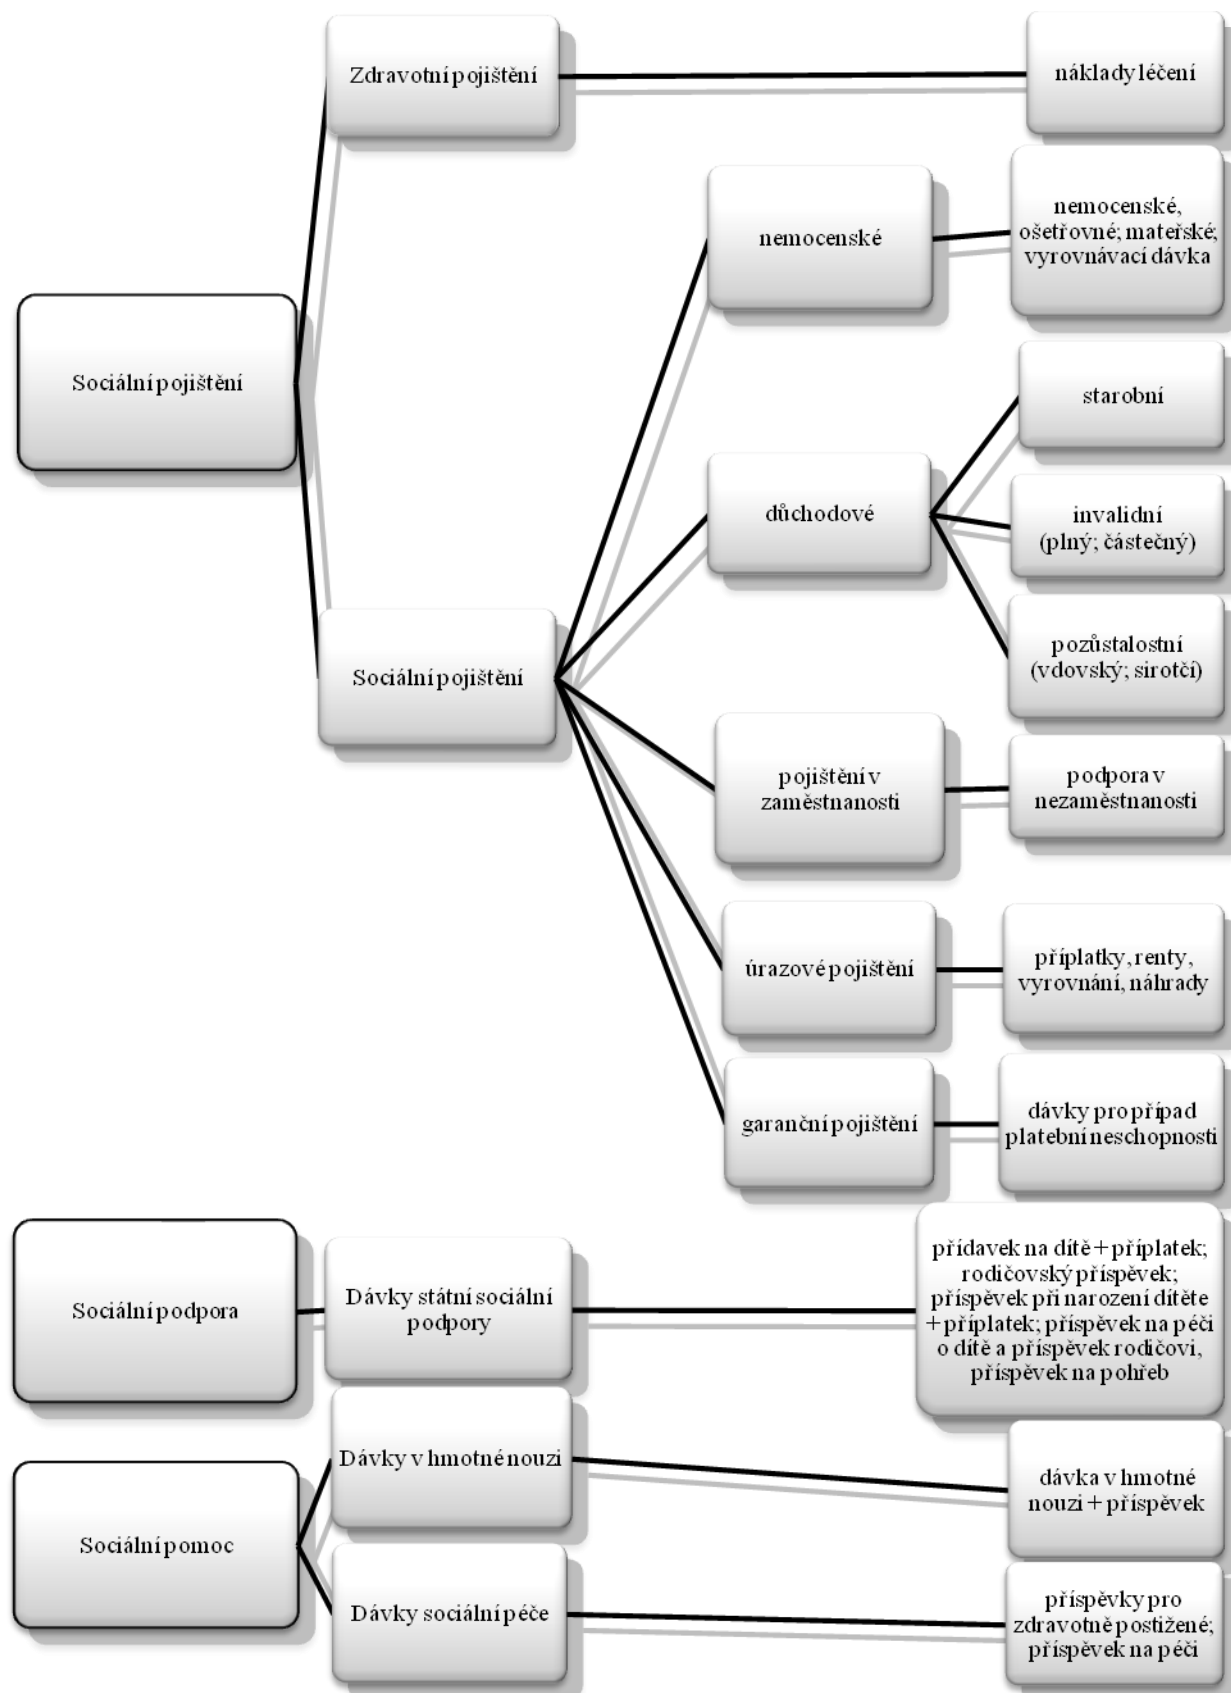 Zdravotní pojištění
náklady léčení
nemocenské
nemocenské,
ošetřovné; mateřské;
vyrovnávací dávka
Sociální pojištění
starobní
důchodové
invalidní
(plný; částečný)
Sociální pojištění
pozůstalostní
(vdovský; sirotčí)
pojištění v
zaměstnanosti
podpora v
nezaměstnanosti
úrazové pojištění
příplatky, renty,
vyrovnání, náhrady
garanční pojištění
dávky pro případ
platební neschopnosti
Sociální podpora
Dávky státní sociální
podpory
přídavek na dítě + příplatek;
rodičovský příspěvek;
příspěvek při narození dítěte
+ příplatek; příspěvek na péči
o dítě a příspěvek rodičovi,
příspěvek na pohřeb
Dávky v hmotné nouzi
dávka v hmotné
nouzi + příspěvek
Sociální pomoc
Dávky sociální péče
příspěvky pro
zdravotně postižené;
příspěvek na péči